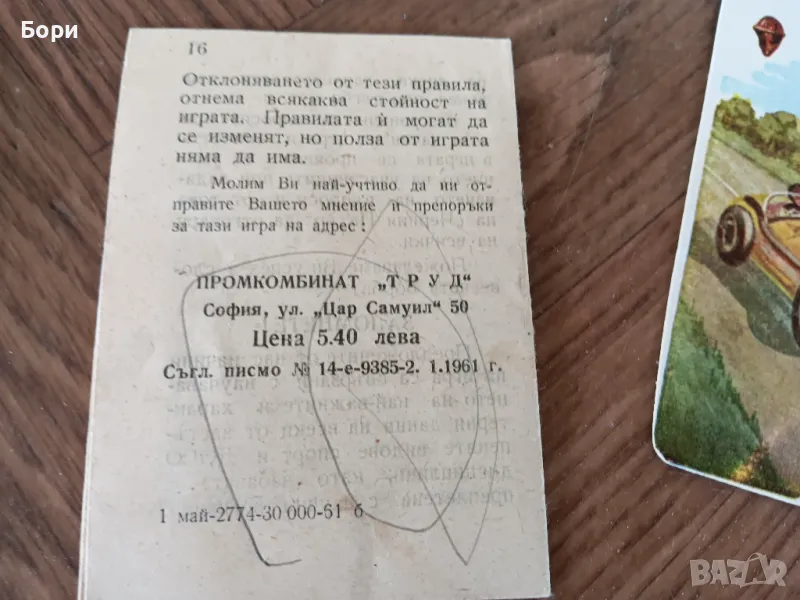 Бори
16
Отклоняването от тези правила,
отнема всякаква стойност на
играта. Правилата ѝ могат да
се изменят, но полза от играта
няма да има.
Молим Ви най-учтиво да ни от-
правите Вашето мнение и препоръки
за тази игра на адрес:
ПРОМКОМБИНАТ „ТРУД“
София, ул. „Цар Самуил“ 50
Цена 5.40 лева
Съгл. писмо № 14-е-9385-2. 1.1961 г.
1 май-2774-30 000-61 б
BAZAR